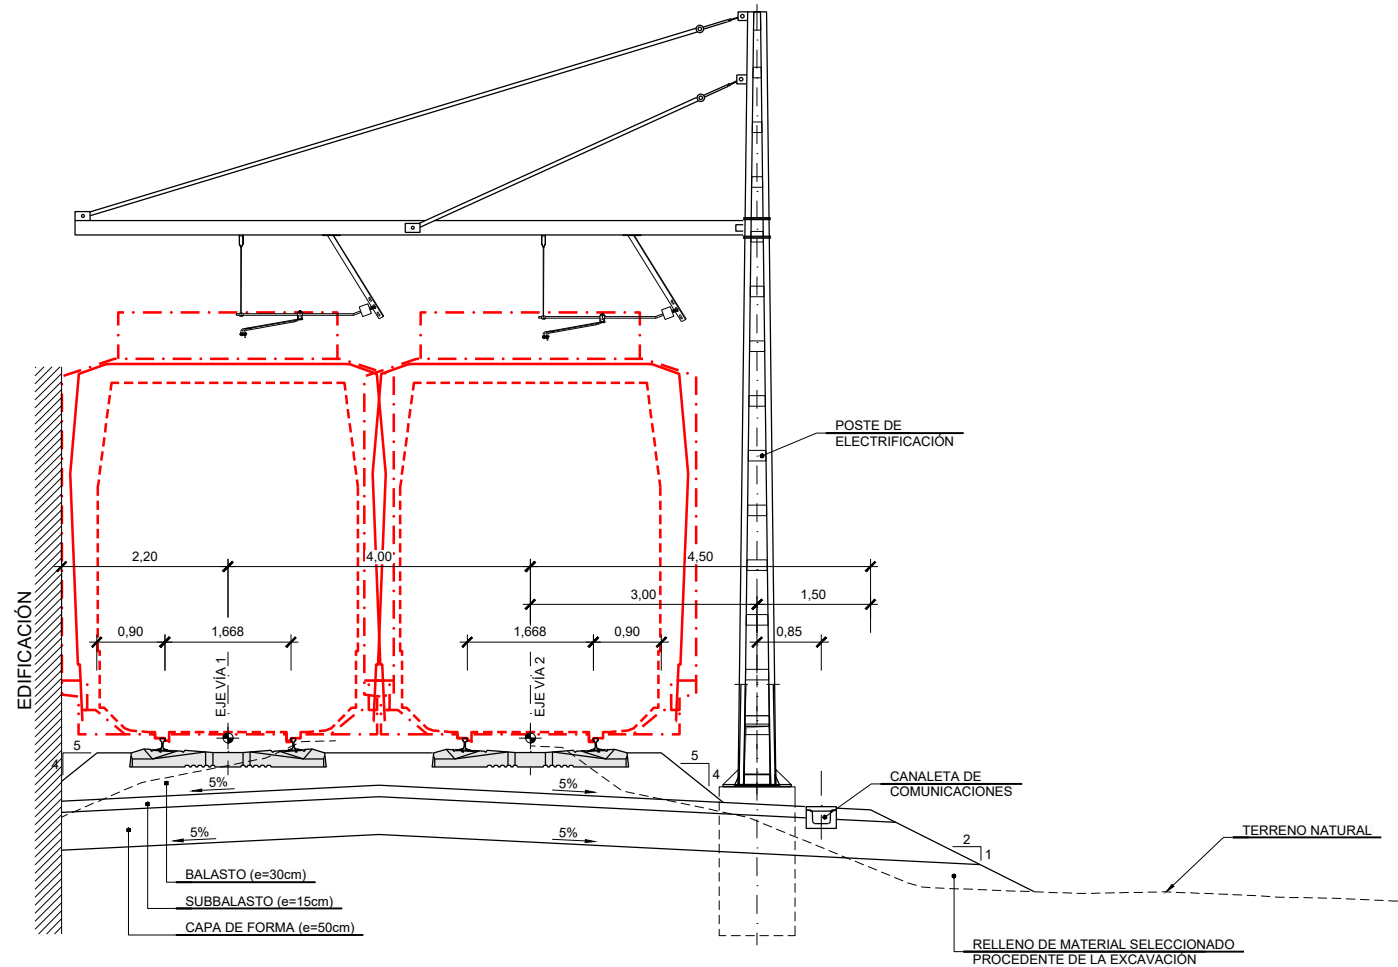 POSTE DE
ELECTRIFICACIÓN
2,20
4,00
4,50
3,00
1,50
0,90
1,668
1,668
0,90
0,85
EDIFICACIÓN
EJE VÍA 1
EJE VÍA 2
5
4
5
4
5%
5%
CANALETA DE
COMUNICACIONES
5%
5%
2
1
TERRENO NATURAL
BALASTO (e=30cm)
SUBBALASTO (e=15cm)
CAPA DE FORMA (e=50cm)
RELLENO DE MATERIAL SELECCIONADO
PROCEDENTE DE LA EXCAVACIÓN